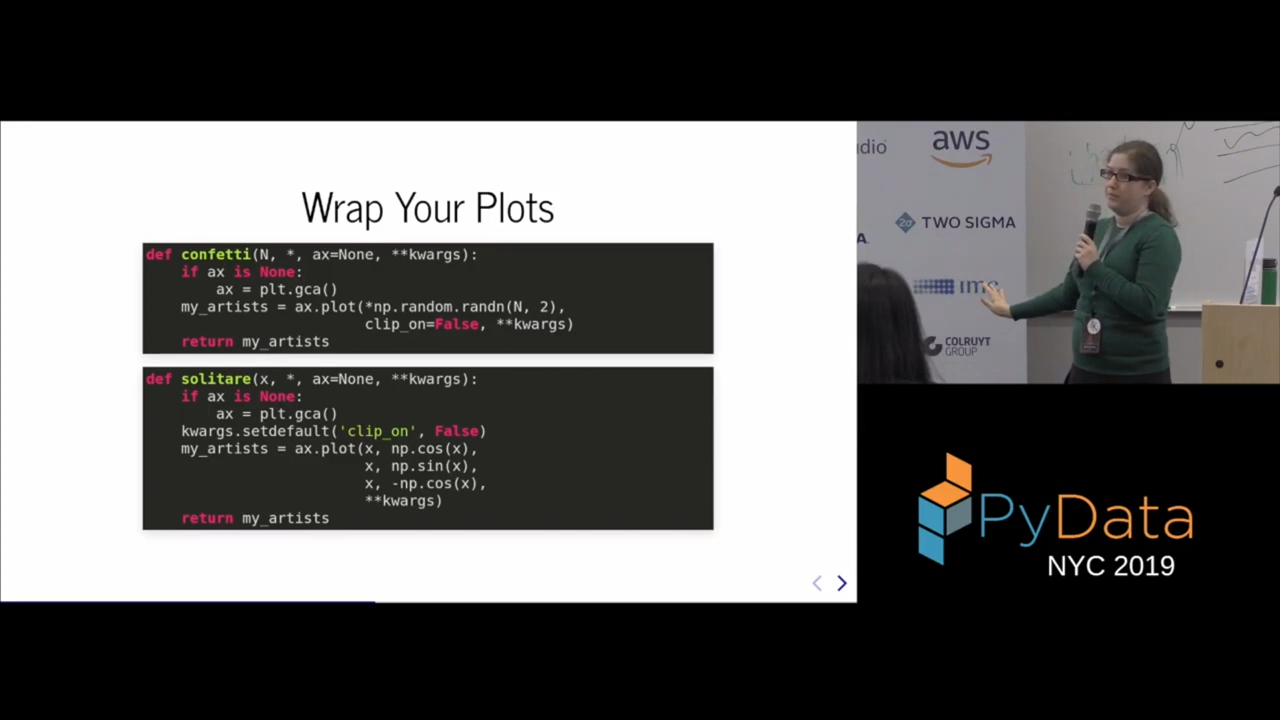 Wrap Your Plots
def confetti(N, *, ax=None, **kwargs):
    if ax is None:
        ax = plt.gca()
    my_artists = ax.plot(*np.random.randn(N, 2),
                         clip_on=False, **kwargs)
    return my_artists
def solitare(x, *, ax=None, **kwargs):
    if ax is None:
        ax = plt.gca()
    kwargs.setdefault('clip_on', False)
    my_artists = ax.plot(x, np.cos(x),
                         x, np.sin(x),
                         x, -np.cos(x),
                         **kwargs)
    return my_artists
aws
TWO SIGMA
COLRUYT
GROUP
PyData
NYC 2019